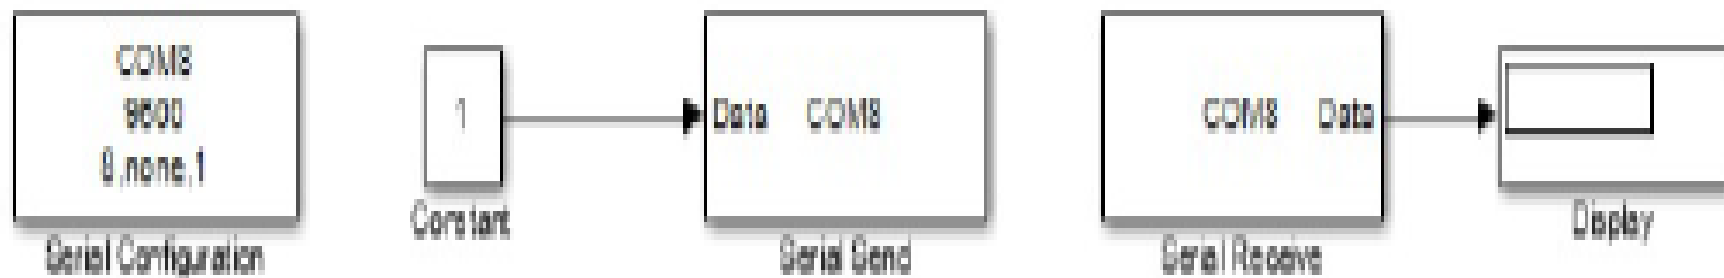 COM8
9600
8,none,1
Serial Configuration
1
Constant
Data COM8
Serial Send
COM8 Data
Serial Receive
Display